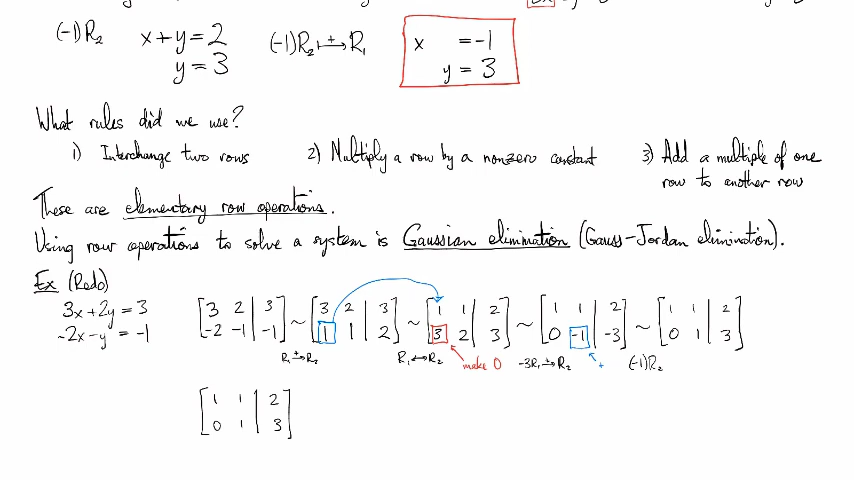 (-1)R₂ x+y=2 (-1)R₂ +→ R₁ x =-1
y=3 y = 3
What rules did we use?
1) Interchange two rows 2) Multiply a row by a nonzero constant 3) Add a multiple of one
row to another row
These are elementary row operations.
Using row operations to solve a system is Gaussian elimination (Gauss-Jordan elimination).
Ex (Redo)
3x+2y=3 [3 2 | 3] ~ [3 2 | 3] ~ [1 1 | 2] ~ [1 1 | 2] ~ [1 1 | 2]
-2x-y=-1 [-2 -1 | -1] [1 1 | 2] [3 2 | 3] [0 -1 | -3] [0 1 | 3]
R₁ +→ R₂ R₁ ↔ R₂ make 0 -3R₁ +→ R₂ + (-1)R₂
[1 1 | 2]
[0 1 | 3]